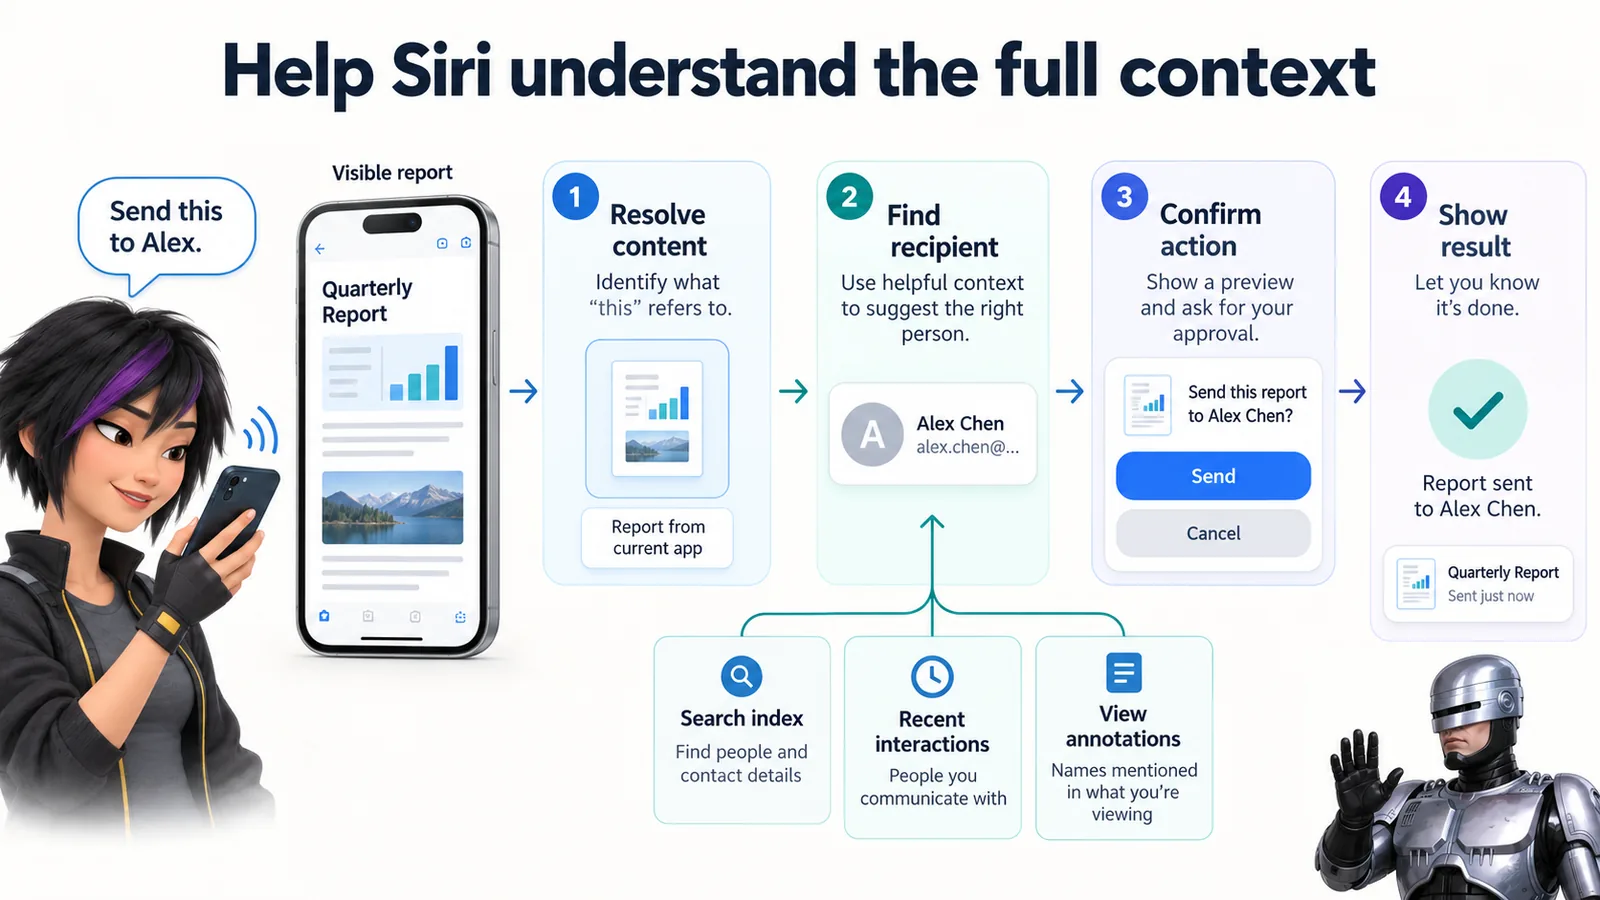 Help Siri understand the full context
Send this
to Alex.
Visible report
Quarterly
Report
1
Resolve
content
Identify what
“this” refers to.
Report from
current app
2
Find
recipient
Use helpful context
to suggest the right
person.
A
Alex Chen
alex.chen@...
3
Confirm
action
Show a preview
and ask for your
approval.
Send this report
to Alex Chen?
Send
Cancel
4
Show
result
Let you know
it’s done.
Report sent
to Alex Chen.
Quarterly Report
Sent just now
Search index
Find people and
contact details
Recent
interactions
People you
communicate with
View
annotations
Names mentioned
in what you’re
viewing